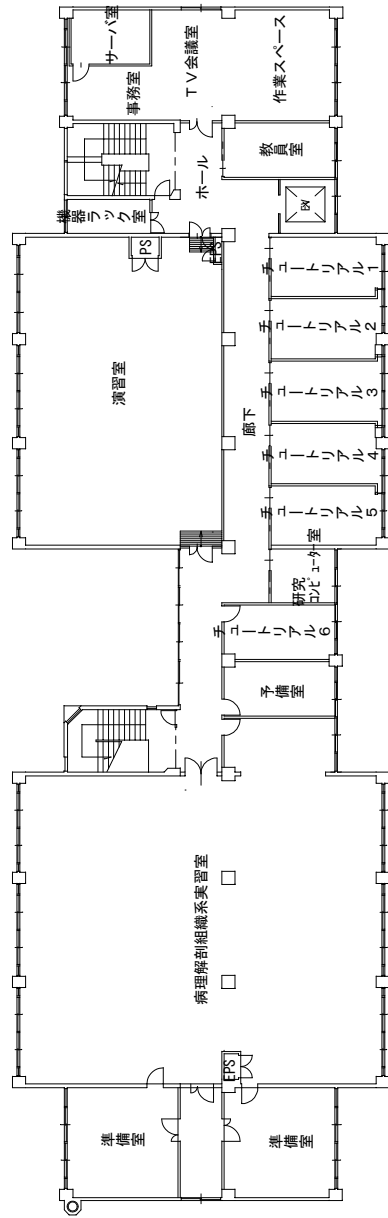 サーバ室
事務室
TV会議室
作業スペース
教員室
ホール
EV
機器ラック室
PS
EPS
演習室
廊下
チュートリアル1
チュートリアル2
チュートリアル3
チュートリアル4
チュートリアル5
研究
コンピューター室
チュートリアル6
予備室
病理解剖組織系実習室
EPS
準備室
準備室